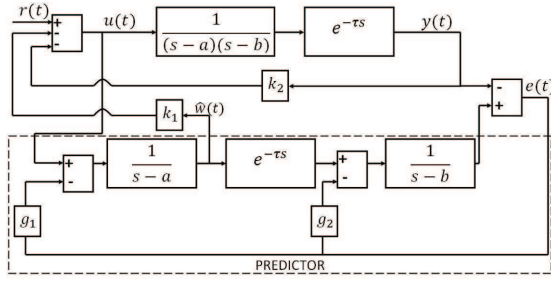 r(t)
+
-
-
u(t)
1
(s − a)(s − b)
e^{−τs}
y(t)
k₂
-
+
e(t)
k₁
ŵ(t)
+
-
1
s − a
e^{−τs}
+
-
1
s − b
g₁
g₂
PREDICTOR